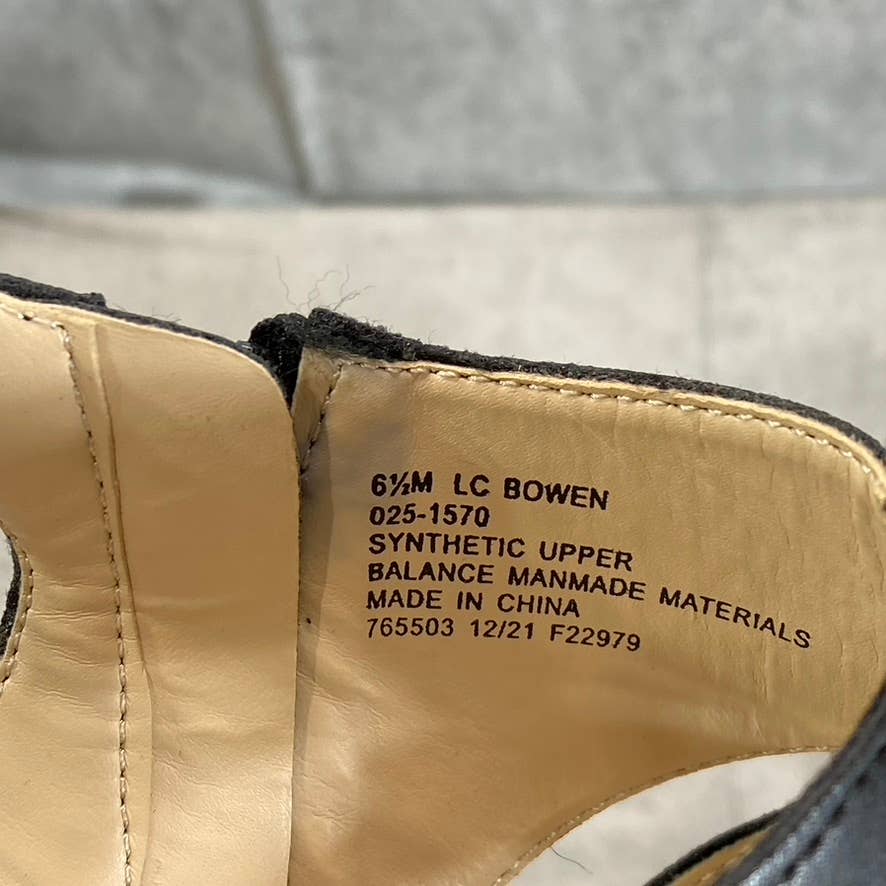 6½M LC BOWEN
025-1570
SYNTHETIC UPPER
BALANCE MANMADE MATERIALS
MADE IN CHINA
765503 12/21 F22979